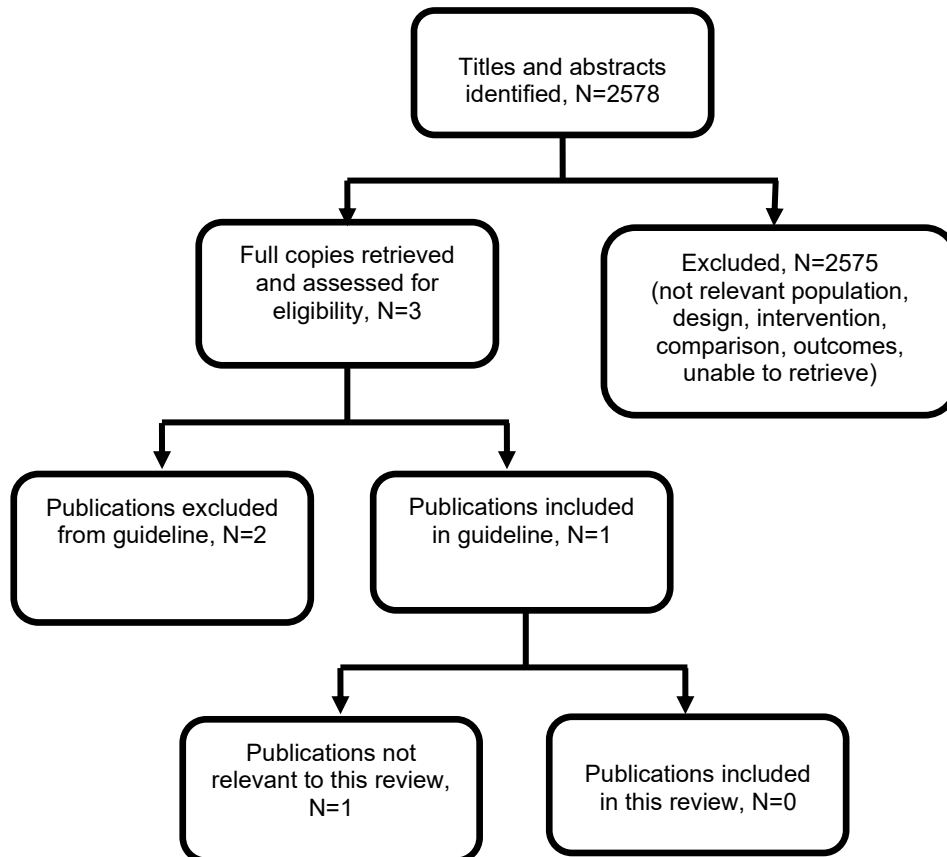 Titles and abstracts
identified, N=2578
Full copies retrieved
and assessed for
eligibility, N=3
Excluded, N=2575
(not relevant population,
design, intervention,
comparison, outcomes,
unable to retrieve)
Publications excluded
from guideline, N=2
Publications included
in guideline, N=1
Publications not
relevant to this review,
N=1
Publications included
in this review, N=0